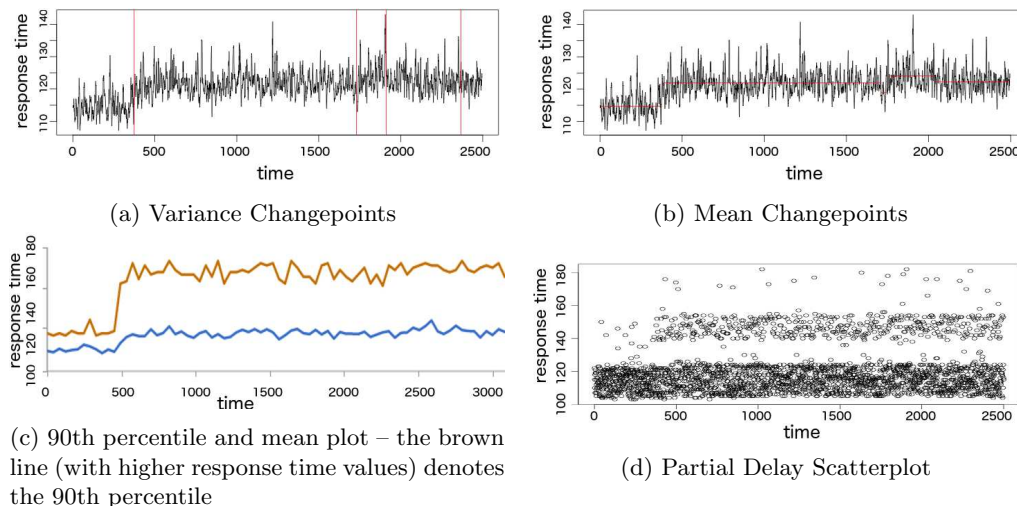 response time
110 120 130 140
0 500 1000 1500 2000 2500
time
(a) Variance Changepoints
response time
110 120 130 140
0 500 1000 1500 2000 2500
time
(b) Mean Changepoints
response time
100 120 140 160 180
0 500 1000 1500 2000 2500 3000
time
(c) 90th percentile and mean plot – the brown
line (with higher response time values) denotes
the 90th percentile
response time
100 120 140 160 180
0 500 1000 1500 2000 2500
time
(d) Partial Delay Scatterplot